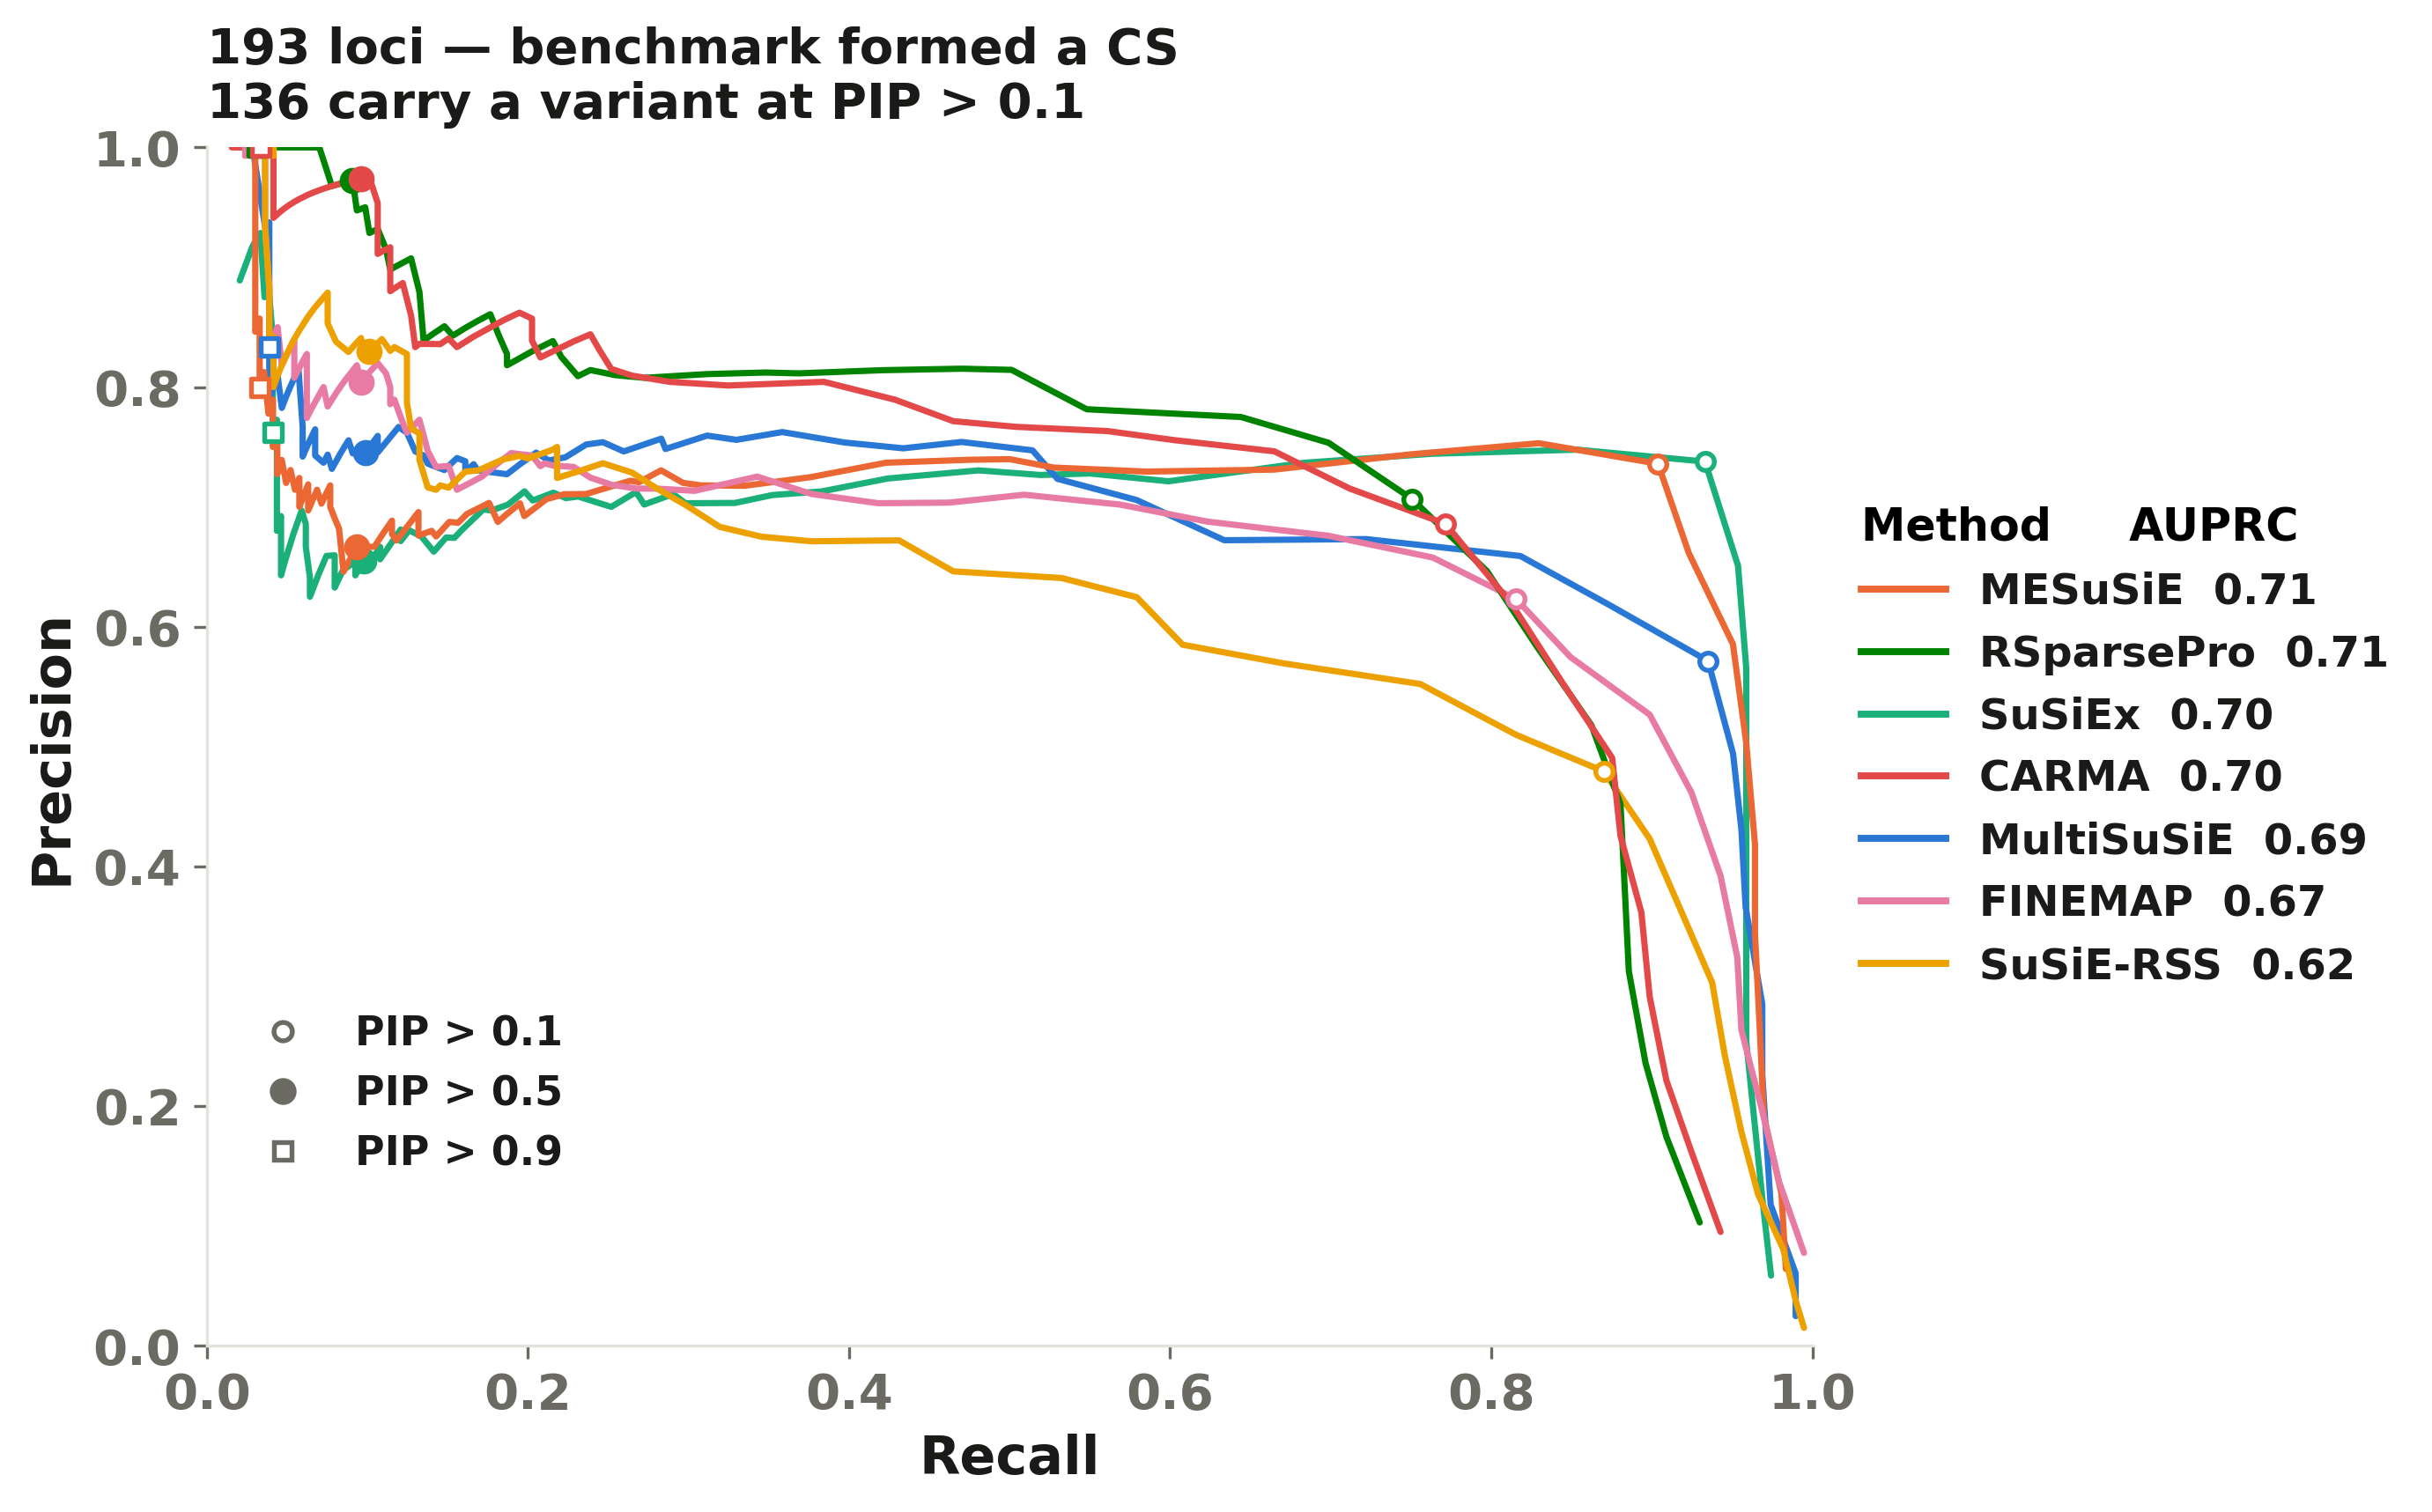 193 loci — benchmark formed a CS
136 carry a variant at PIP > 0.1
1.0
0.8
0.6
0.4
0.2
0.0
Precision
0.0 0.2 0.4 0.6 0.8 1.0
Recall
PIP > 0.1
PIP > 0.5
PIP > 0.9
Method AUPRC
MESuSiE 0.71
RSparsePro 0.71
SuSiEx 0.70
CARMA 0.70
MultiSuSiE 0.69
FINEMAP 0.67
SuSiE-RSS 0.62